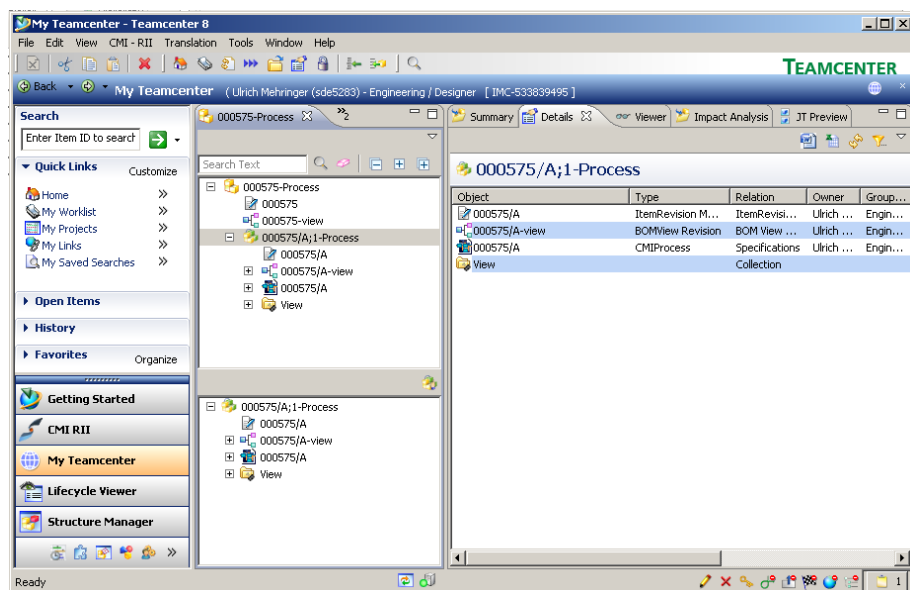 My Teamcenter - Teamcenter 8
File Edit View CMI - RII Translation Tools Window Help
TEAMCENTER
Back My Teamcenter ( Ulrich Mehringer (sde5283) - Engineering / Designer [ IMC-533839495 ]
Search
Enter Item ID to search
Quick Links Customize
Home
My Worklist
My Projects
My Links
My Saved Searches
Open Items
History
Favorites Organize
Getting Started
CMI RII
My Teamcenter
Lifecycle Viewer
Structure Manager
000575-Process 2
Search Text
000575-Process
000575
000575-view
000575/A;1-Process
000575/A
000575/A-view
000575/A
View
000575/A;1-Process
000575/A
000575/A-view
000575/A
View
Summary Details Viewer Impact Analysis JT Preview
000575/A;1-Process
Object Type Relation Owner Group...
000575/A ItemRevision M... ItemRevisi... Ulrich ... Engin...
000575/A-view BOMView Revision BOM View ... Ulrich ... Engin...
000575/A CMIProcess Specifications Ulrich ... Engin...
View Collection
Ready 1